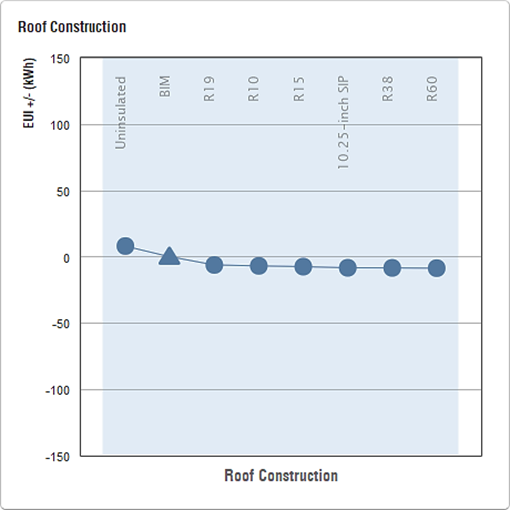 Roof Construction
EUI +/- (kWh)
150
100
50
0
-50
-100
-150
Uninsulated
BIM
R19
R10
R15
10.25-inch SIP
R38
R60
Roof Construction